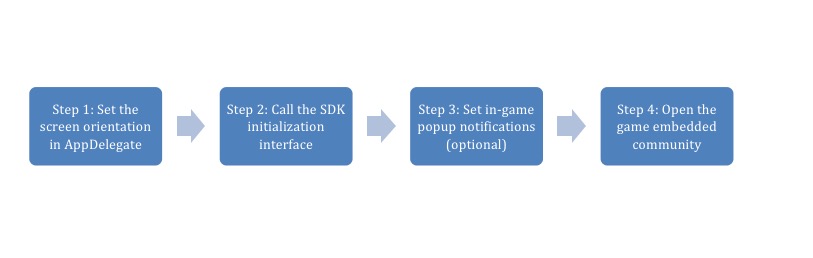 Step 1: Set the
screen orientation
in AppDelegate
Step 2: Call the SDK
initialization
interface
Step 3: Set in-game
popup notifications
(optional)
Step 4: Open the
game embedded
community